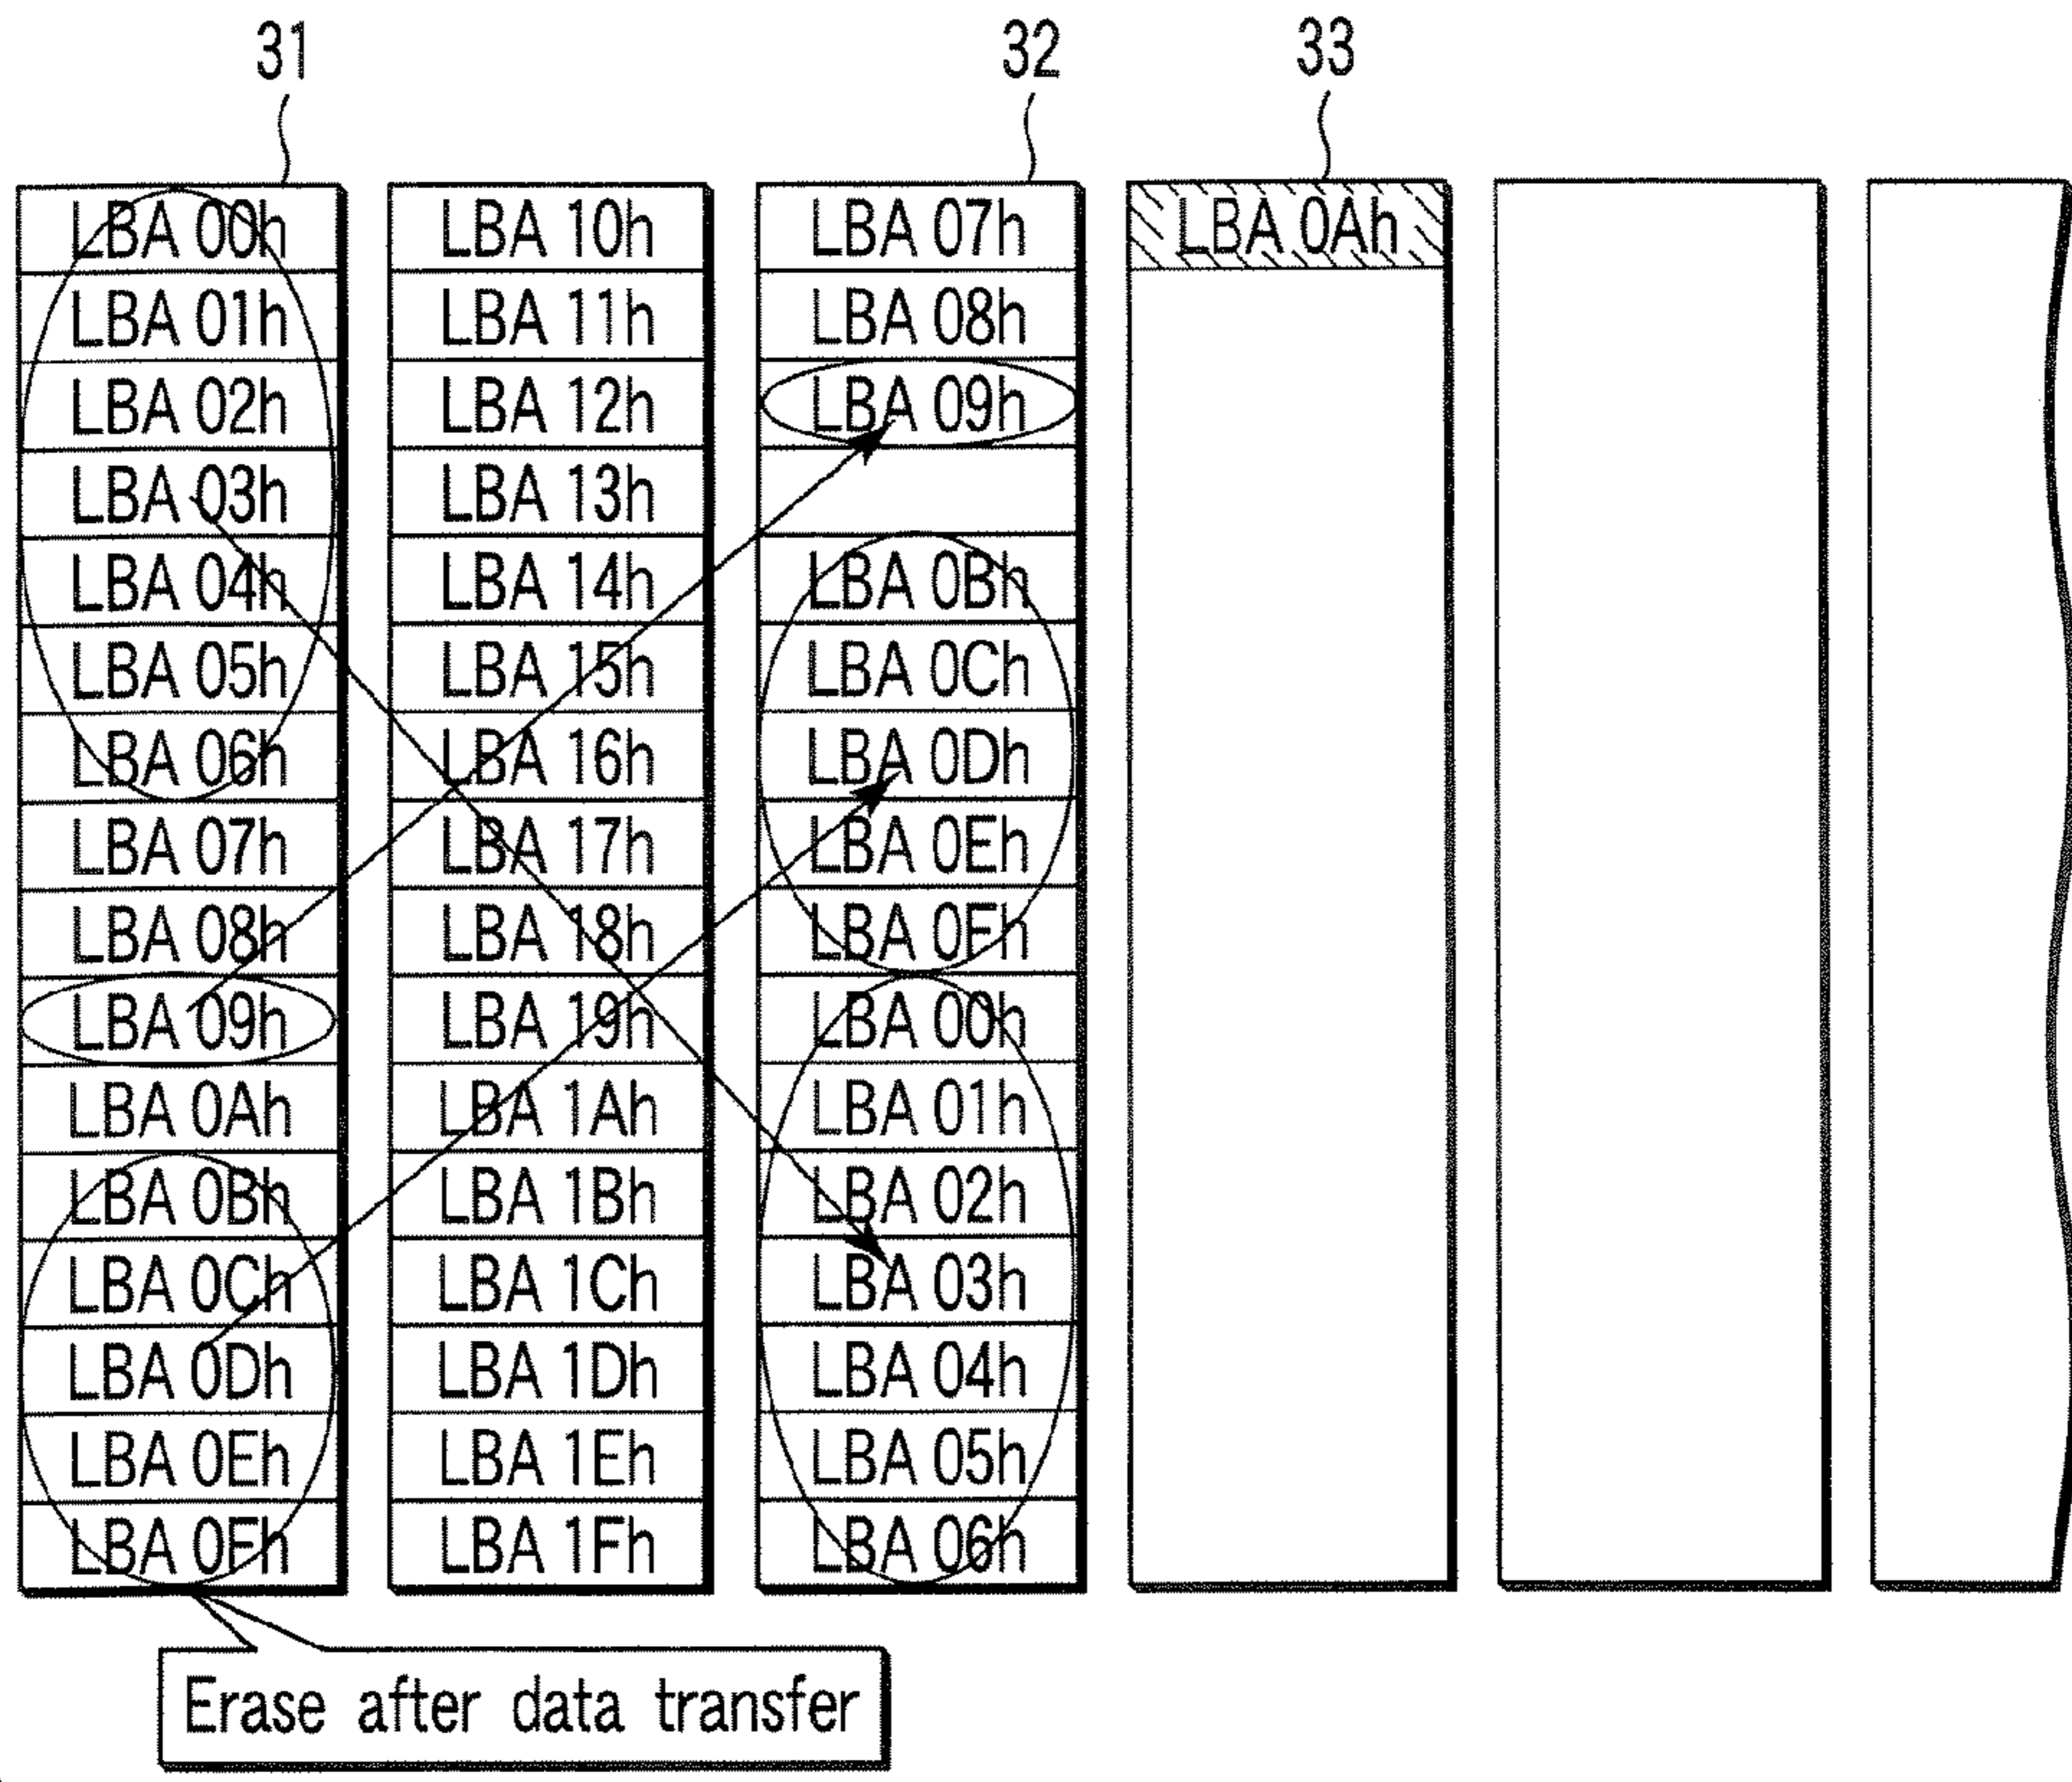 31
32
33
LBA 00h
LBA 01h
LBA 02h
LBA 03h
LBA 04h
LBA 05h
LBA 06h
LBA 07h
LBA 08h
LBA 09h
LBA 0Ah
LBA 0Bh
LBA 0Ch
LBA 0Dh
LBA 0Eh
LBA 0Fh
LBA 10h
LBA 11h
LBA 12h
LBA 13h
LBA 14h
LBA 15h
LBA 16h
LBA 17h
LBA 18h
LBA 19h
LBA 1Ah
LBA 1Bh
LBA 1Ch
LBA 1Dh
LBA 1Eh
LBA 1Fh
LBA 07h
LBA 08h
LBA 09h
LBA 0Bh
LBA 0Ch
LBA 0Dh
LBA 0Eh
LBA 0Fh
LBA 00h
LBA 01h
LBA 02h
LBA 03h
LBA 04h
LBA 05h
LBA 06h
LBA 0Ah
Erase after data transfer